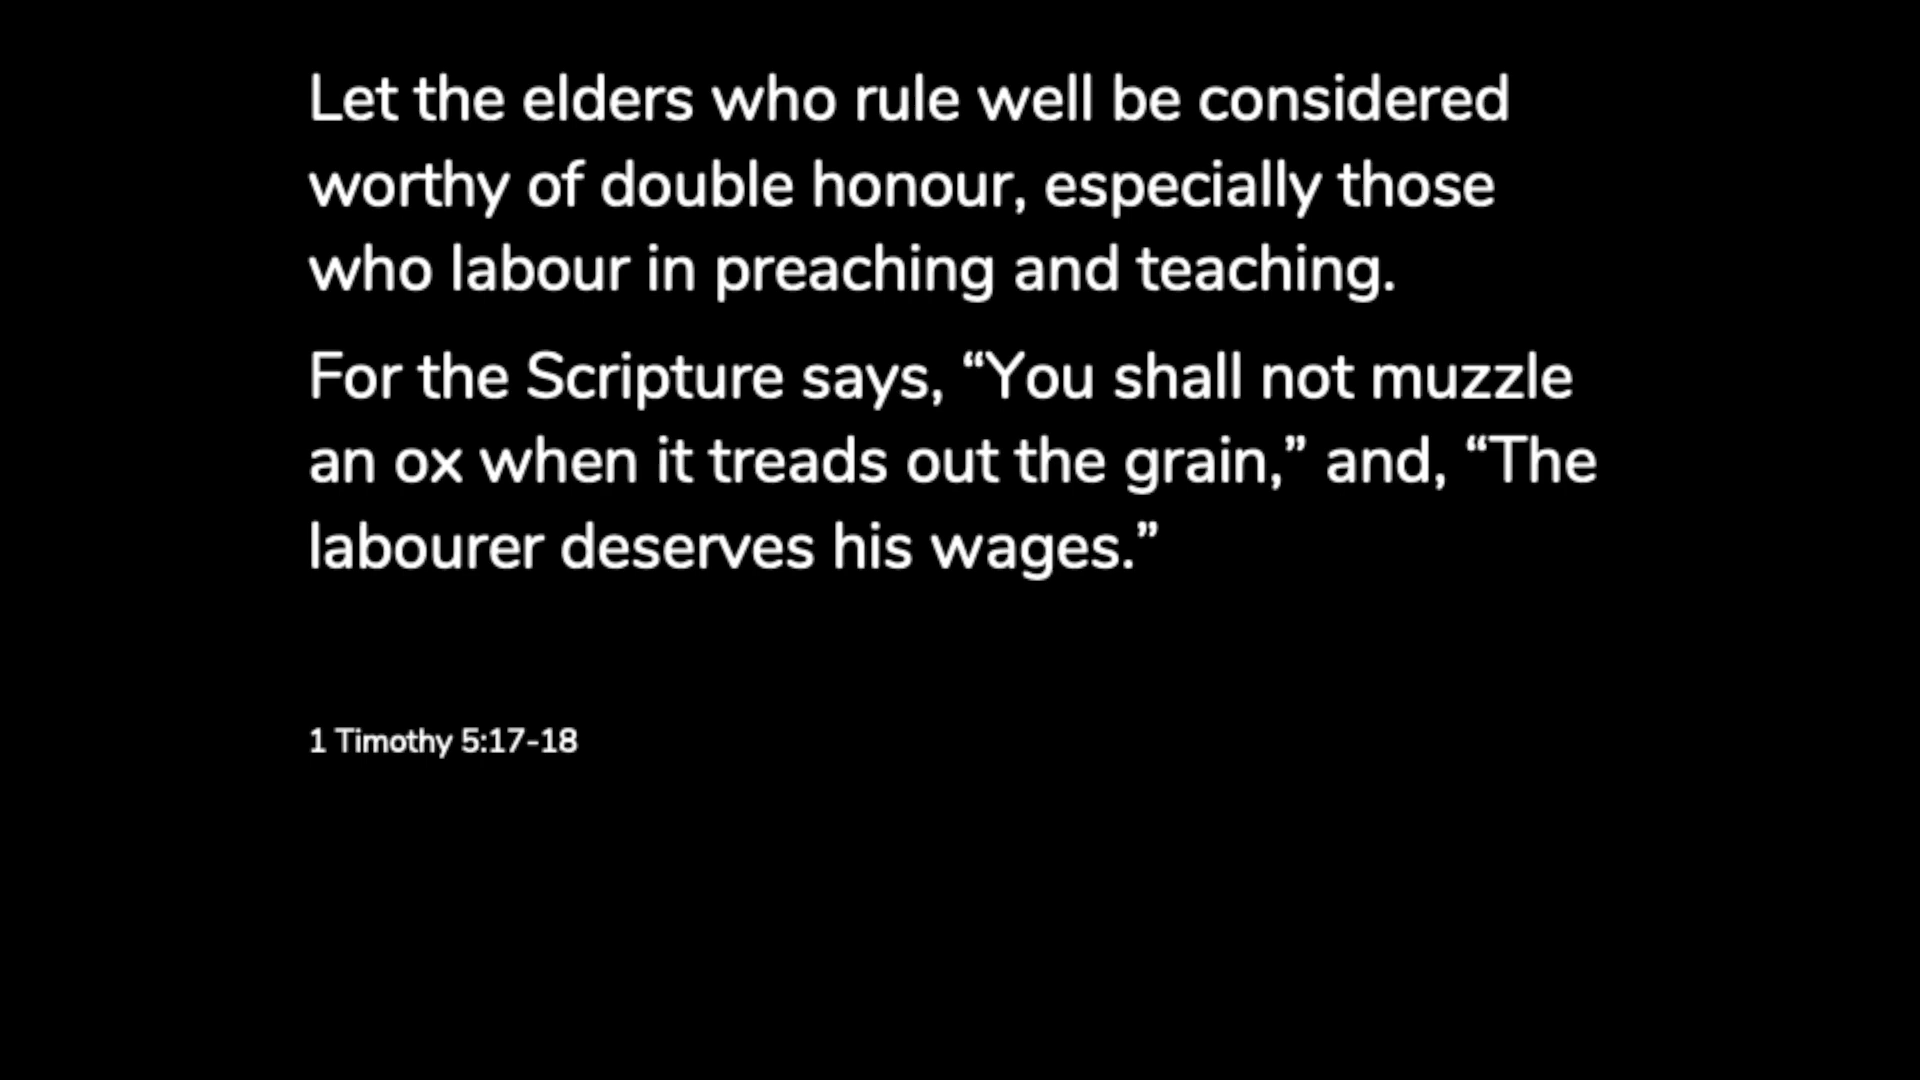 Let the elders who rule well be considered
worthy of double honour, especially those
who labour in preaching and teaching.
For the Scripture says, “You shall not muzzle
an ox when it treads out the grain,” and, “The
labourer deserves his wages.”
1 Timothy 5:17-18